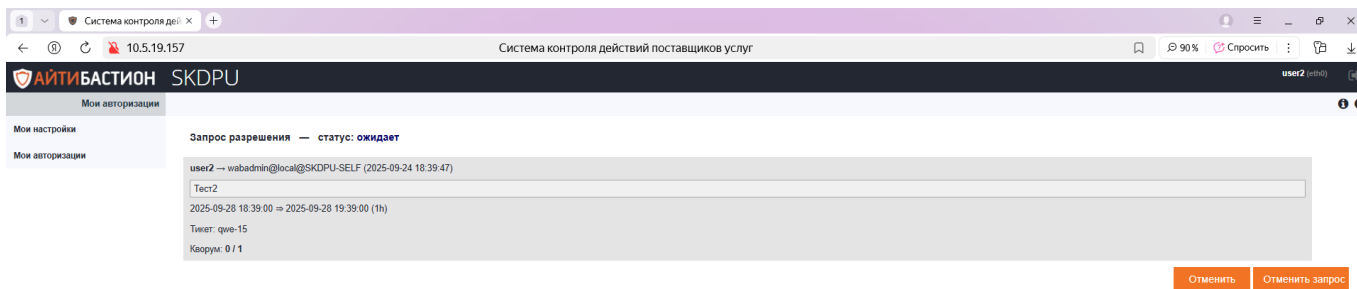 1
Система контроля дей
10.5.19.157
Система контроля действий поставщиков услуг
90 %
Спросить
АЙТИБАСТИОН SKDPU
user2 (eth0)
Мои авторизации
Мои настройки
Мои авторизации
Запрос разрешения — статус: ожидает
user2 → wabadmin@local@SKDPU-SELF (2025-09-24 18:39:47)
Тест2
2025-09-28 18:39:00 ⇒ 2025-09-28 19:39:00 (1h)
Тикет: qwe-15
Кворум: 0 / 1
Отменить
Отменить запрос